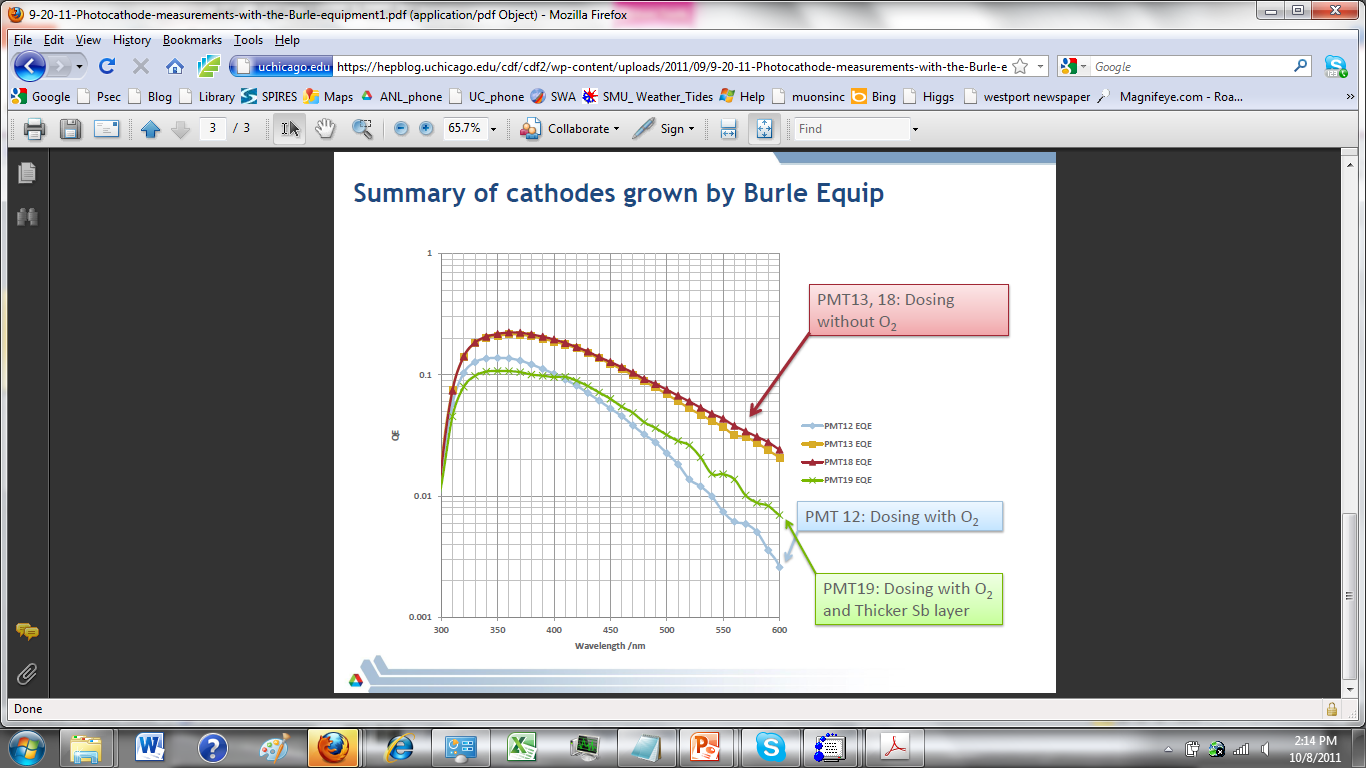 9-20-11-Photocathode-measurements-with-the-Burle-equipment1.pdf (application/pdf Object) - Mozilla Firefox
File Edit View History Bookmarks Tools Help
uchicago.edu https://hepblog.uchicago.edu/cdf/cdf2/wp-content/uploads/2011/09/9-20-11-Photocathode-measurements-with-the-Burle-e Google
Google Psec Blog Library SPIRES Maps ANL_phone UC_phone SWA SMU_Weather_Tides Help muonsinc Bing Higgs westport newspaper Magnifeye.com - Roa... »
3 / 3 65.7% Collaborate Sign Find
Summary of cathodes grown by Burle Equip
1
0.1
0.01
0.001
QE
300 350 400 450 500 550 600
Wavelength /nm
PMT13, 18: Dosing
without O₂
PMT12 EQE
PMT13 EQE
PMT18 EQE
PMT19 EQE
PMT 12: Dosing with O₂
PMT19: Dosing with O₂
and Thicker Sb layer
Done
2:14 PM
10/8/2011